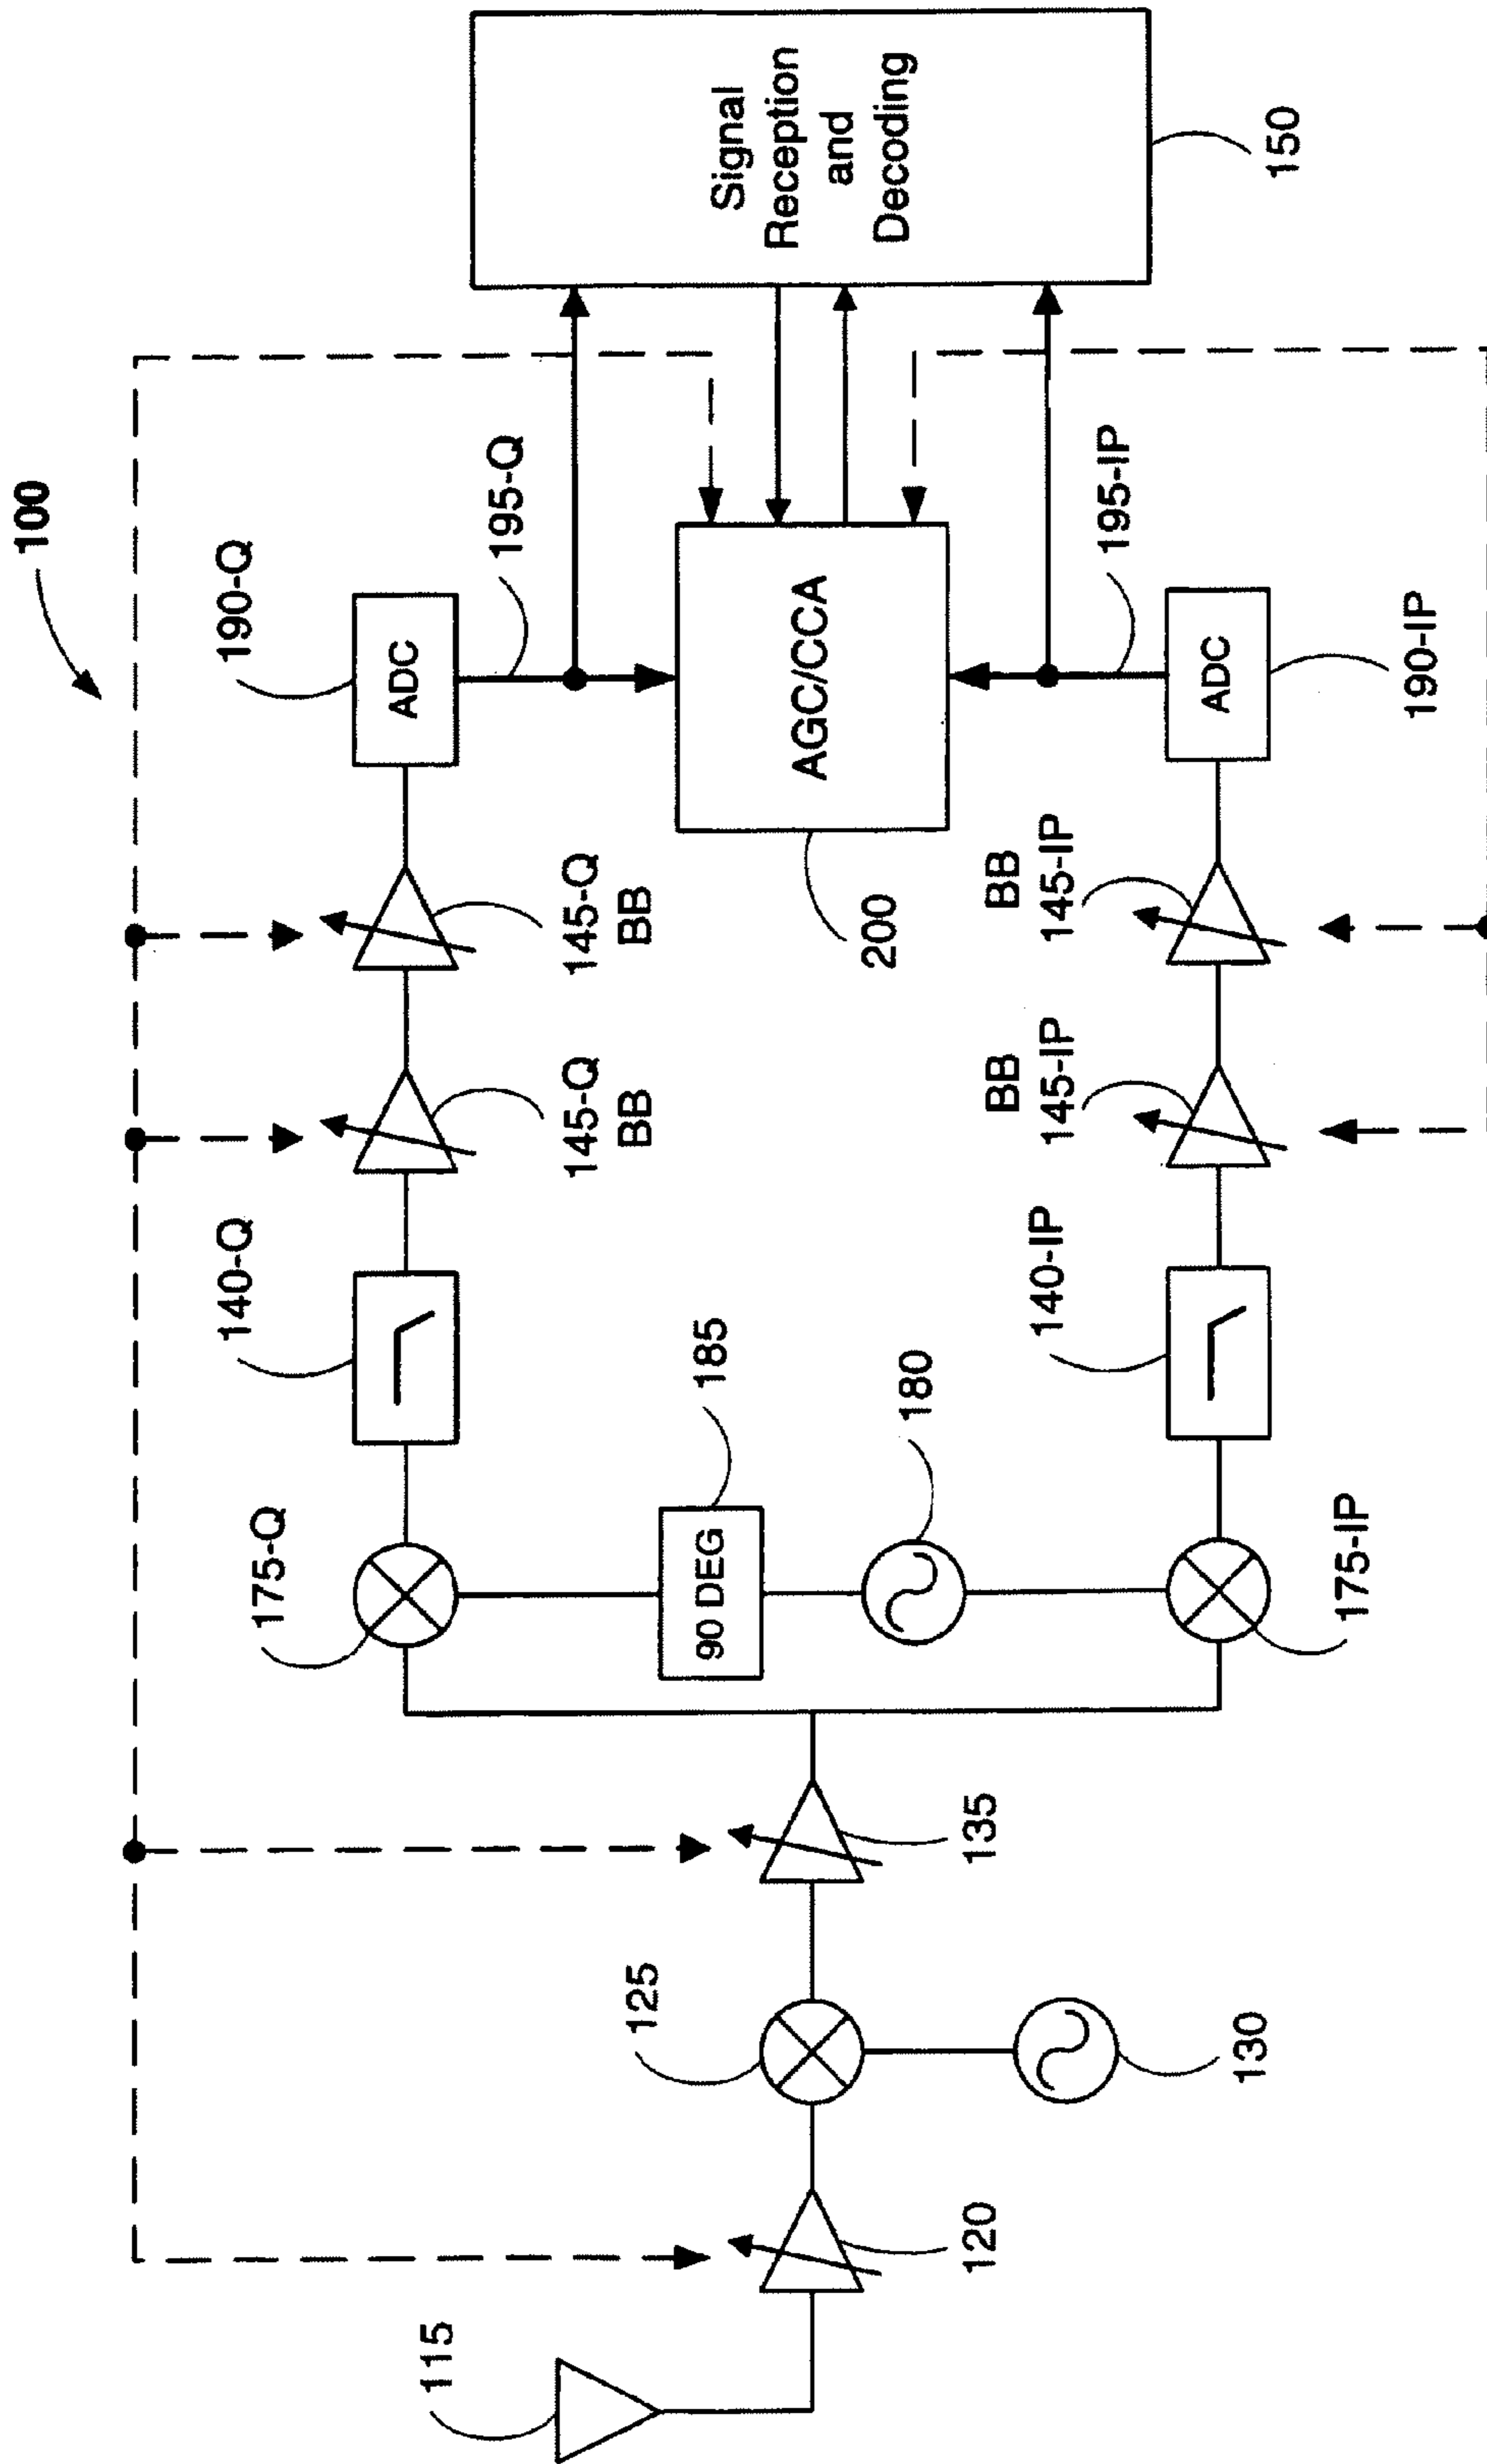 100
190-Q
ADC
195-Q
145-Q
BB
145-Q
BB
140-Q
175-Q
185
90 DEG
180
Signal
Reception
and
Decoding
150
AGC/CCA
200
195-IP
ADC
190-IP
BB
145-IP
BB
145-IP
140-IP
175-IP
135
125
130
120
115